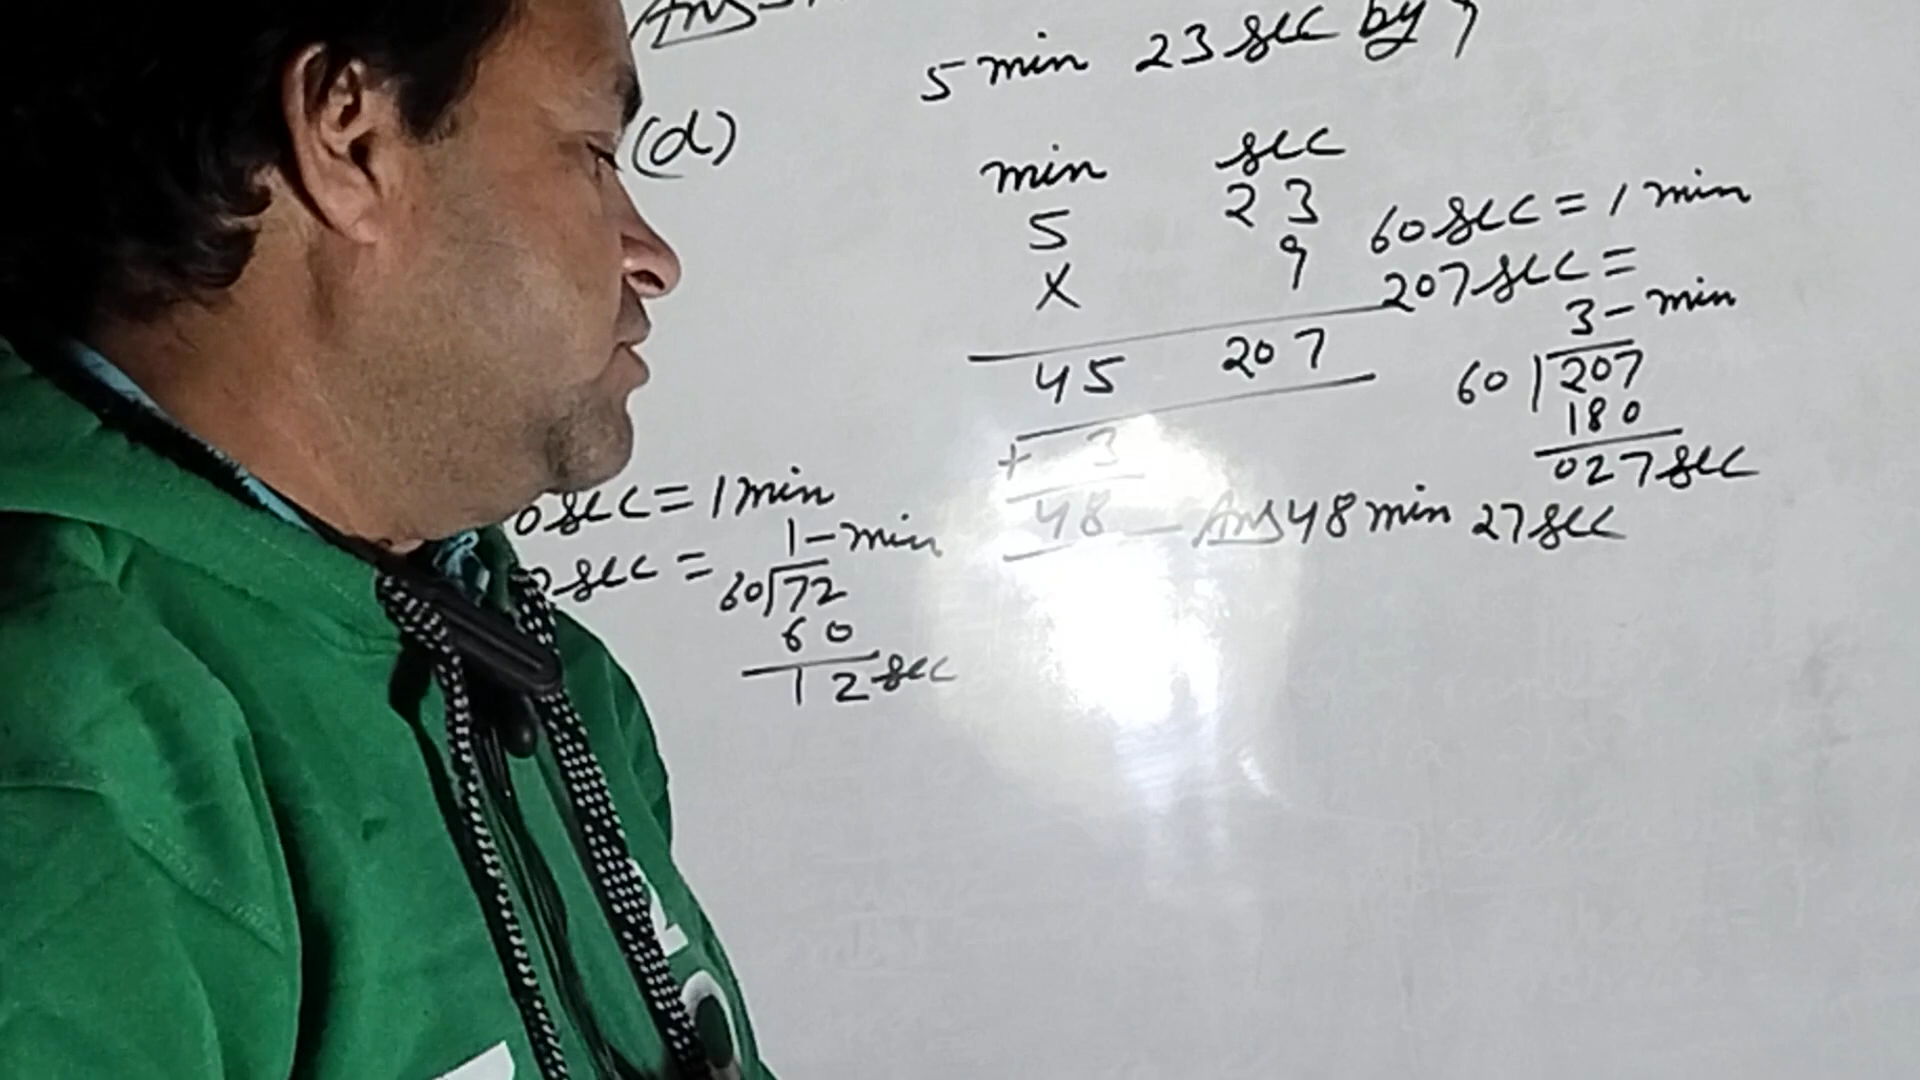 Ans
5 min 23 sec by 9
(d)
min sec
5 23
x 9
45 207
+ 3
48 Ans 48 min 27 sec
60 sec = 1 min
207 sec =
3 - min
60 207
180
027 sec
0 sec = 1 min
sec = 1 - min
60 72
60
12 sec